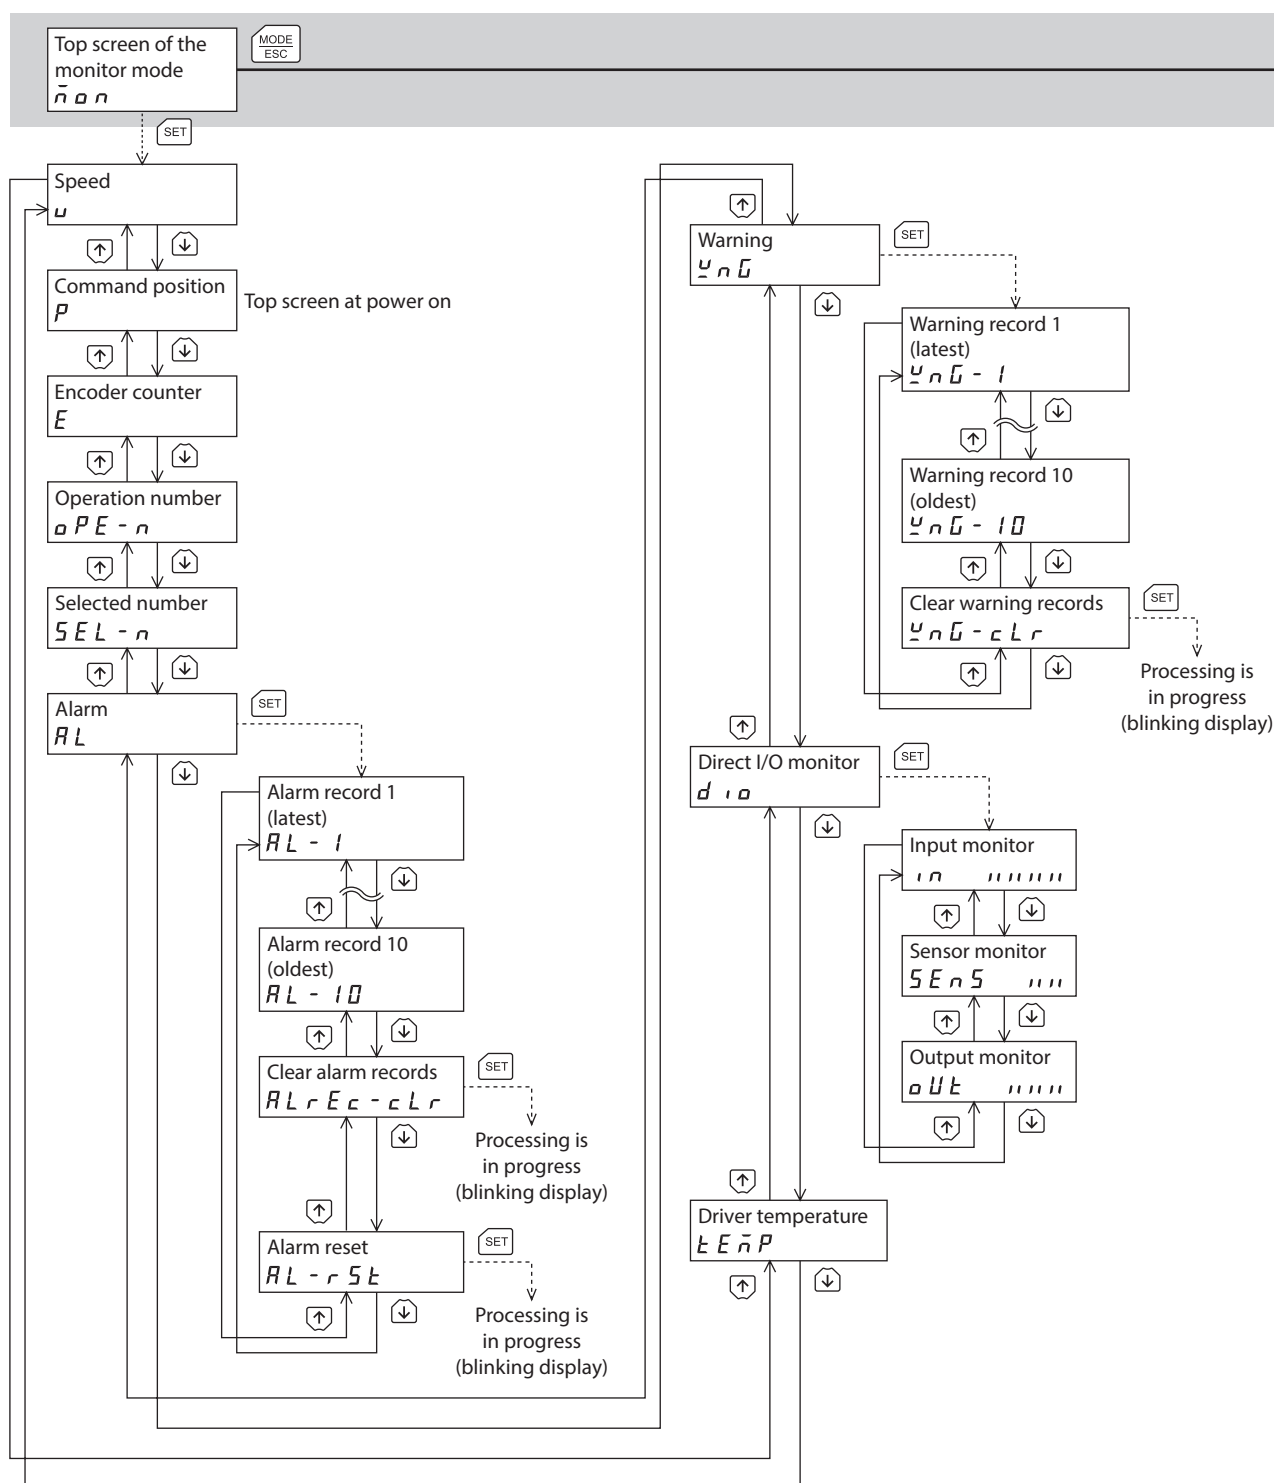 Top screen of the
monitor mode
MODE
ESC
mon
SET
Speed
u
Command position
P
Top screen at power on
Encoder counter
E
Operation number
oPE-n
Selected number
SEL-n
Alarm
AL
SET
Alarm record 1
(latest)
AL-1
Alarm record 10
(oldest)
AL-10
Clear alarm records
ALrEc-cLr
SET
Processing is
in progress
(blinking display)
Alarm reset
AL-rSt
SET
Processing is
in progress
(blinking display)
Warning
WnG
SET
Warning record 1
(latest)
WnG-1
Warning record 10
(oldest)
WnG-10
Clear warning records
WnG-cLr
SET
Processing is
in progress
(blinking display)
Direct I/O monitor
dio
SET
Input monitor
in
Sensor monitor
SEnS
Output monitor
oUt
Driver temperature
tEmP